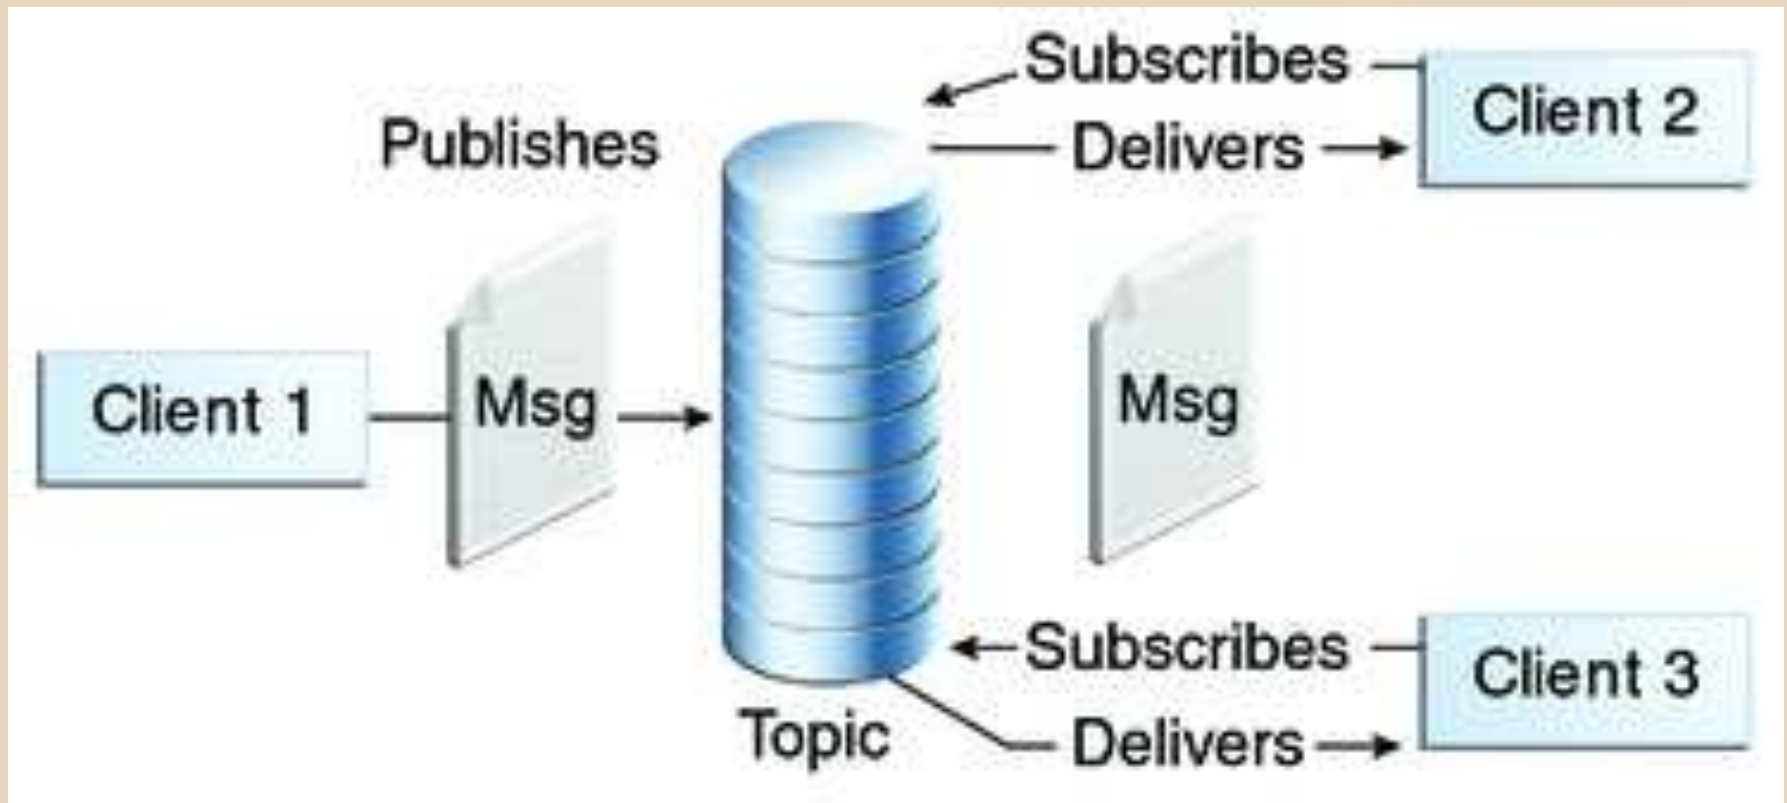 Subscribes
Client 2
Publishes
Delivers
Client 1
Msg
Msg
Subscribes
Client 3
Topic
Delivers